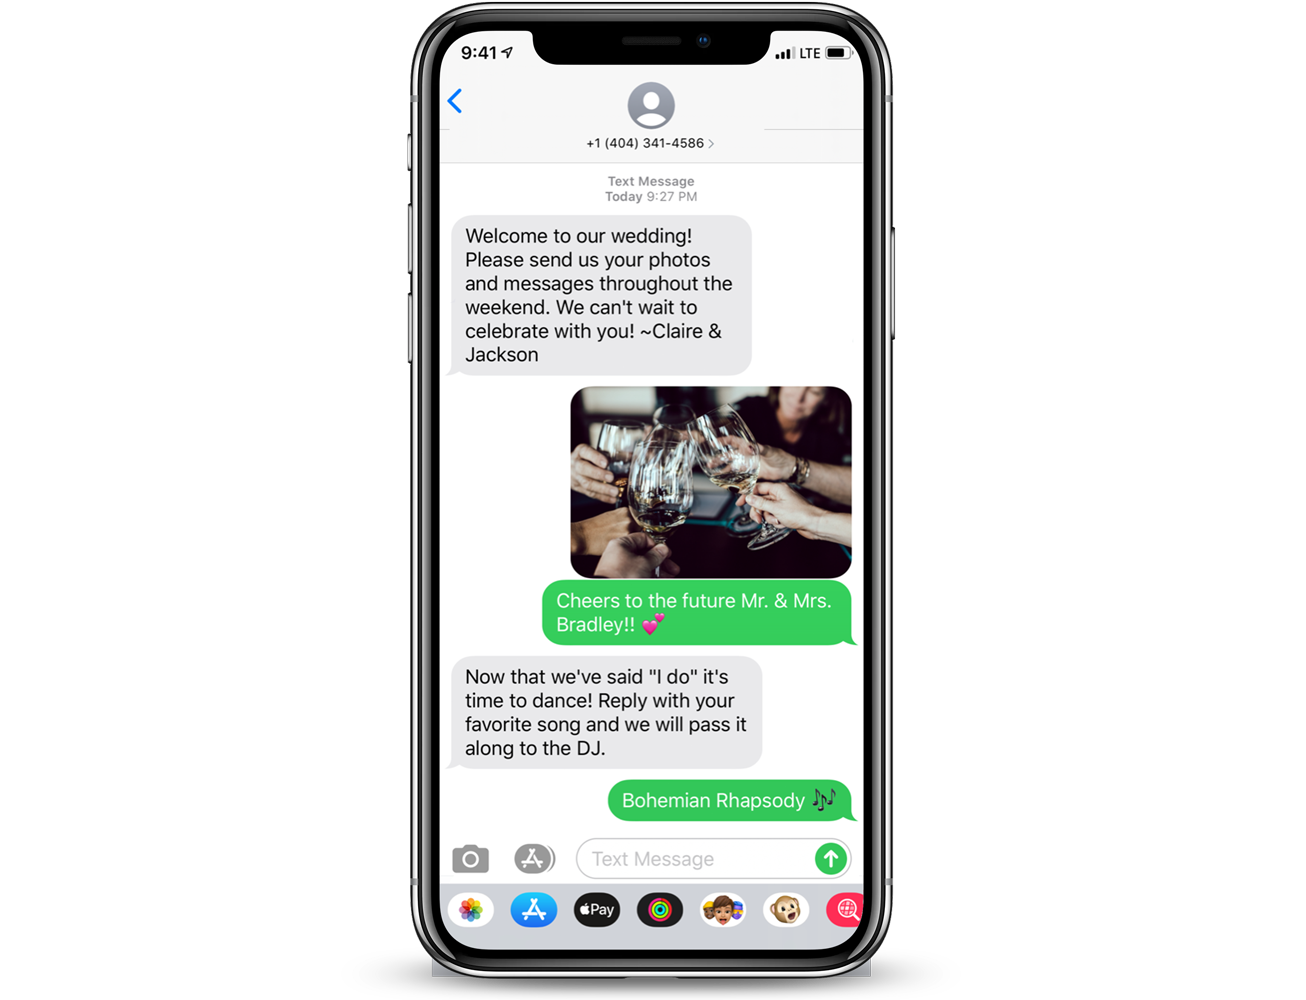 9:41
LTE
+1 (404) 341-4586
Text Message
Today 9:27 PM
Welcome to our wedding!
Please send us your photos
and messages throughout the
weekend. We can't wait to
celebrate with you! ~Claire &
Jackson
Cheers to the future Mr. & Mrs.
Bradley!! 💕
Now that we've said "I do" it's
time to dance! Reply with your
favorite song and we will pass it
along to the DJ.
Bohemian Rhapsody 🎶
Text Message
Pay